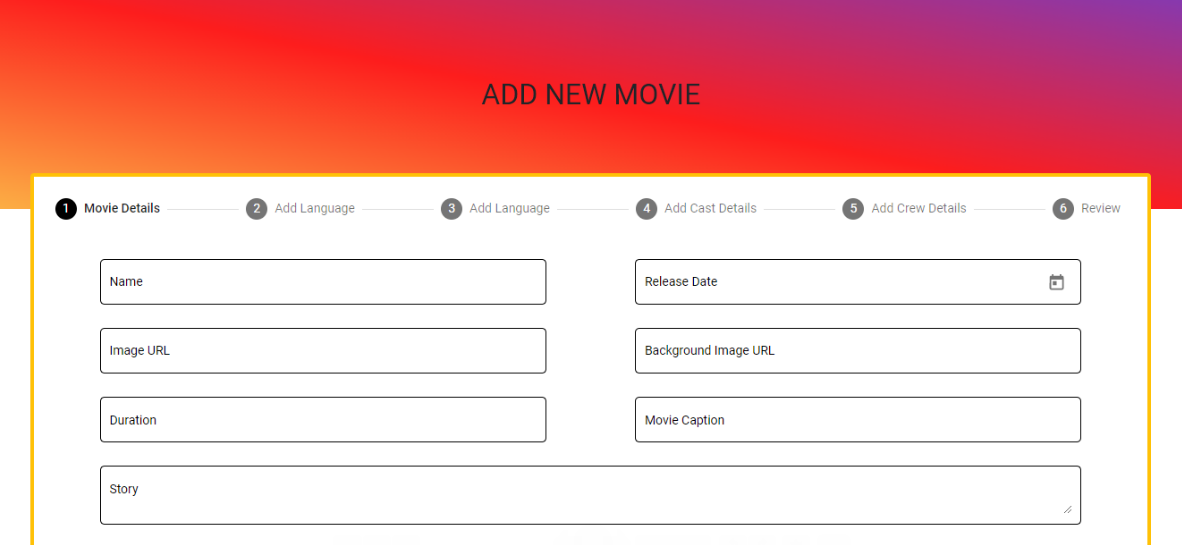 ADD NEW MOVIE
1 Movie Details 2 Add Language 3 Add Language 4 Add Cast Details 5 Add Crew Details 6 Review
Name Release Date
Image URL Background Image URL
Duration Movie Caption
Story